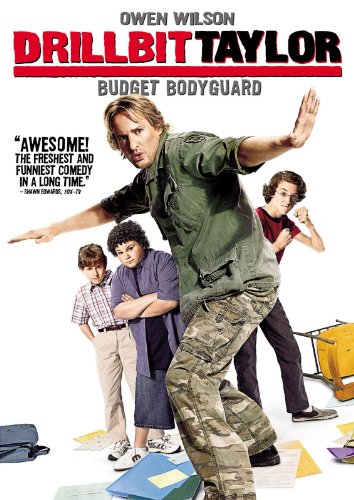 OWEN WILSON
DRILLBIT TAYLOR
BUDGET BODYGUARD
"AWESOME!
THE FRESHEST AND
FUNNIEST COMEDY
IN A LONG TIME."
– SHAWN EDWARDS, FOX-TV